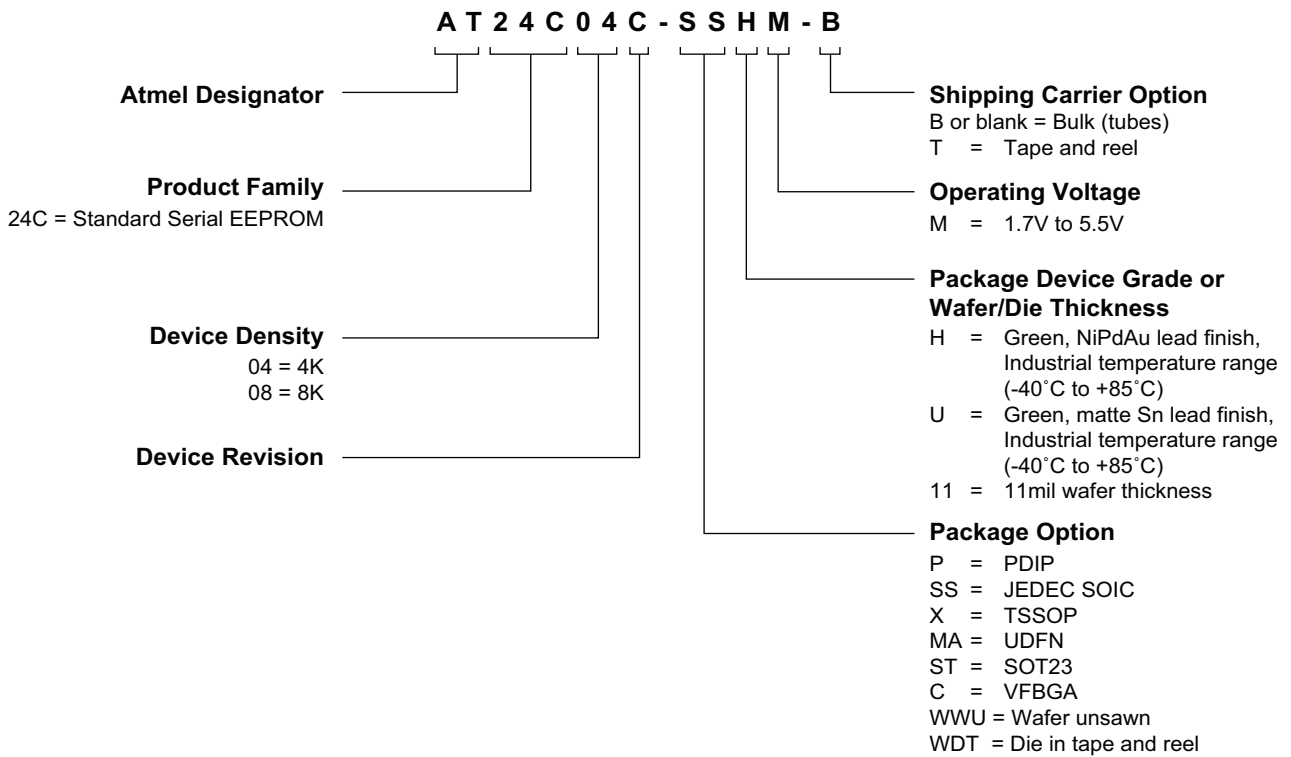 AT24C04C-SSHM-B
Atmel Designator
Product Family
24C = Standard Serial EEPROM
Device Density
04 = 4K
08 = 8K
Device Revision
Shipping Carrier Option
B or blank = Bulk (tubes)
T = Tape and reel
Operating Voltage
M = 1.7V to 5.5V
Package Device Grade or
Wafer/Die Thickness
H = Green, NiPdAu lead finish,
Industrial temperature range
(-40˚C to +85˚C)
U = Green, matte Sn lead finish,
Industrial temperature range
(-40˚C to +85˚C)
11 = 11mil wafer thickness
Package Option
P = PDIP
SS = JEDEC SOIC
X = TSSOP
MA = UDFN
ST = SOT23
C = VFBGA
WWU = Wafer unsawn
WDT = Die in tape and reel